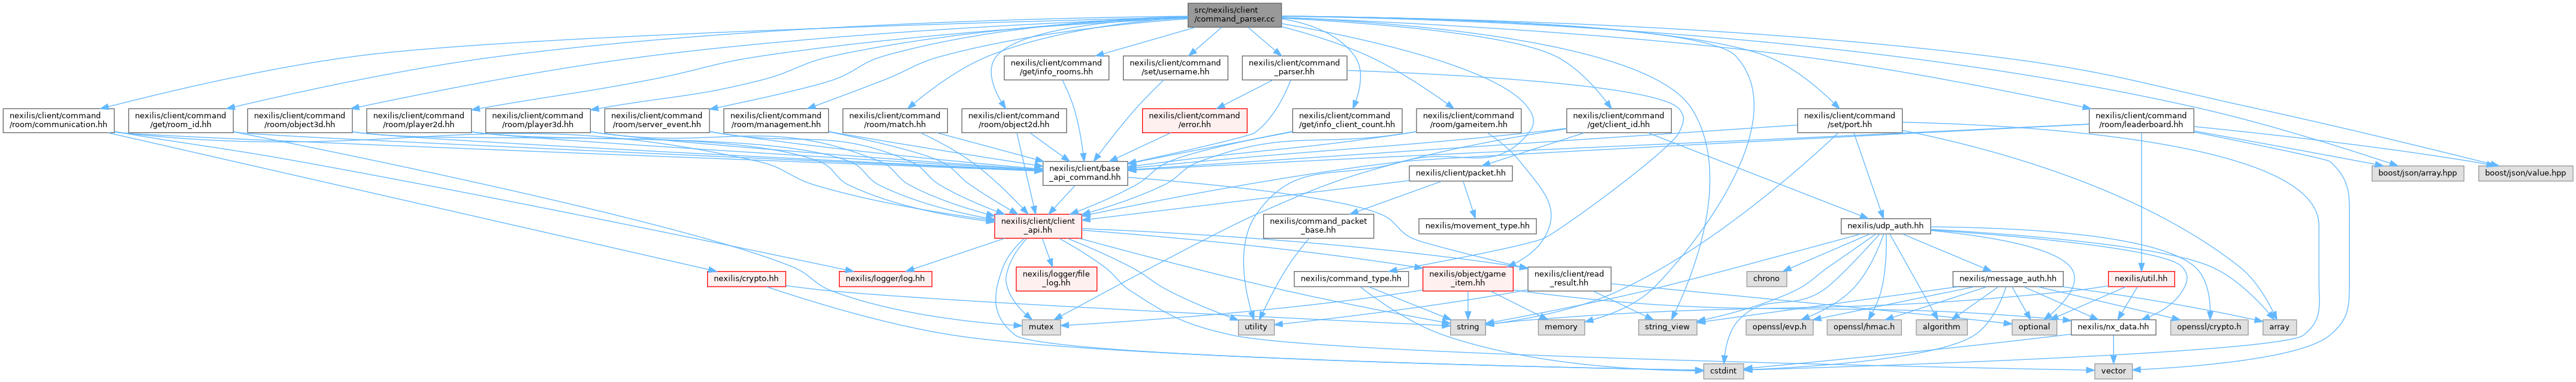 src/nexilis/client
/command_parser.cc
nexilis/client/command
/get/info_rooms.hh
nexilis/client/command
/set/username.hh
nexilis/client/command
_parser.hh
nexilis/client/command
/room/communication.hh
nexilis/client/command
/get/room_id.hh
nexilis/client/command
/room/object3d.hh
nexilis/client/command
/room/player2d.hh
nexilis/client/command
/room/player3d.hh
nexilis/client/command
/room/server_event.hh
nexilis/client/command
/room/management.hh
nexilis/client/command
/room/match.hh
nexilis/client/command
/room/object2d.hh
nexilis/client/command
/error.hh
nexilis/client/command
/get/info_client_count.hh
nexilis/client/command
/room/gameitem.hh
nexilis/client/command
/get/client_id.hh
nexilis/client/command
/set/port.hh
nexilis/client/command
/room/leaderboard.hh
nexilis/client/base
_api_command.hh
nexilis/client/packet.hh
boost/json/array.hpp
boost/json/value.hpp
nexilis/client/client
_api.hh
nexilis/command_packet
_base.hh
nexilis/movement_type.hh
nexilis/udp_auth.hh
nexilis/crypto.hh
nexilis/logger/log.hh
nexilis/logger/file
_log.hh
nexilis/command_type.hh
nexilis/object/game
_item.hh
nexilis/client/read
_result.hh
chrono
nexilis/message_auth.hh
nexilis/util.hh
mutex
utility
string
memory
string_view
openssl/evp.h
openssl/hmac.h
algorithm
optional
nexilis/nx_data.hh
openssl/crypto.h
array
cstdint
vector